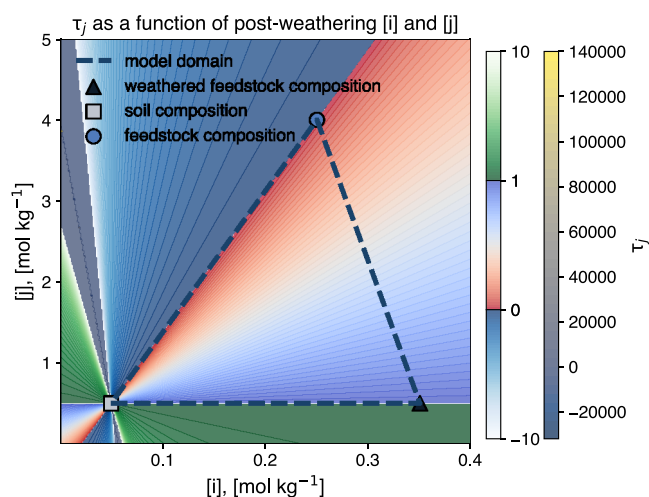 τj as a function of post-weathering [i] and [j]
model domain
weathered feedstock composition
soil composition
feedstock composition
5
4
3
2
1
[j], [mol kg⁻¹]
0.1
0.2
0.3
0.4
[i], [mol kg⁻¹]
10
1
0
−10
140000
120000
100000
80000
60000
40000
20000
0
−20000
τj